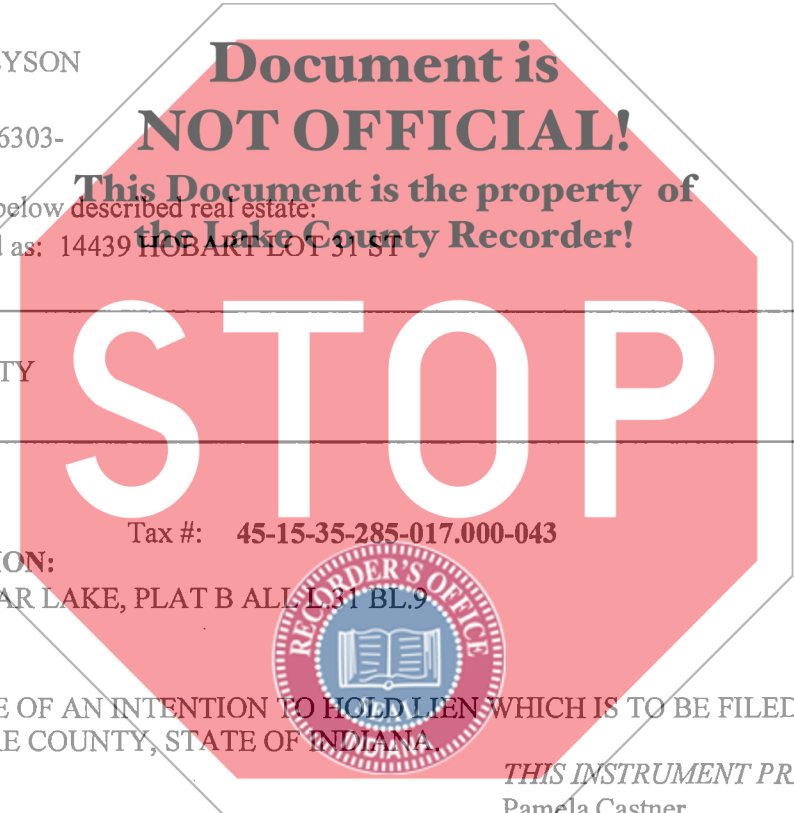 YSON
Document is
NOT OFFICIAL!
6303-
This Document is the property of
below described real estate:
the Lake County Recorder!
as: 14439 HOBART LOT 31 ST
TY
STOP
Tax #: 45-15-35-285-017.000-043
ON:
AR LAKE, PLAT B ALL L.31 BL.9
RECORDER'S OFFICE
E OF AN INTENTION TO HOLD LIEN WHICH IS TO BE FILED
E COUNTY, STATE OF INDIANA.
INDIANA
THIS INSTRUMENT PR
Pamela Castner